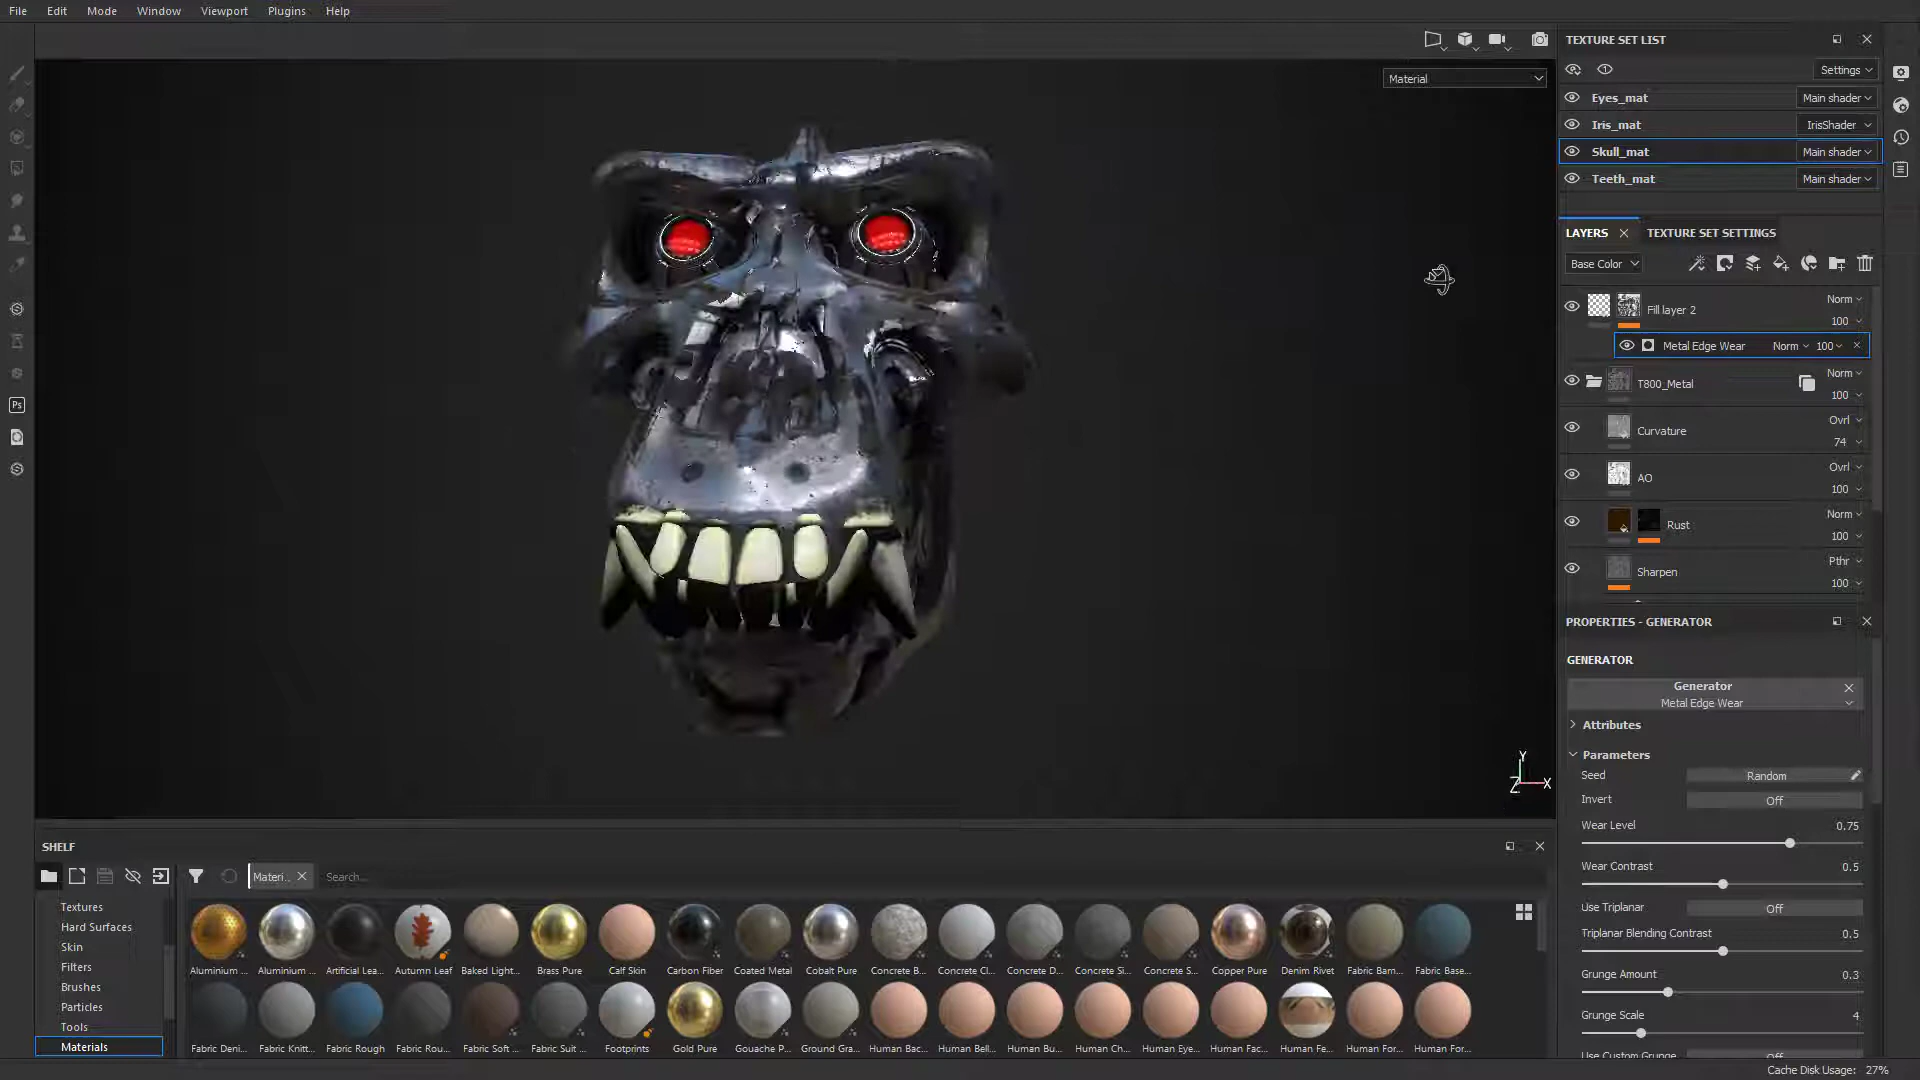 File Edit Mode Window Viewport Plugins Help
Material
TEXTURE SET LIST
Settings
Eyes_mat Main shader
Iris_mat IrisShader
Skull_mat Main shader
Teeth_mat Main shader
LAYERS TEXTURE SET SETTINGS
Base Color
Fill layer 2 Norm
100
Metal Edge Wear Norm 100
T800_Metal Norm
100
Curvature Ovrl
74
AO Ovrl
100
Rust Norm
100
Sharpen Pthr
100
PROPERTIES - GENERATOR
GENERATOR
Generator
Metal Edge Wear
Attributes
Parameters
Seed Random
Invert Off
Wear Level 0.75
Wear Contrast 0.5
Use Triplanar Off
Triplanar Blending Contrast 0.5
Grunge Amount 0.3
Grunge Scale 4
Use Custom Grunge Off
Y
Z X
SHELF
Materi... Search...
Textures
Hard Surfaces
Skin
Filters
Brushes
Particles
Tools
Materials
Aluminium ... Aluminium ... Artificial Lea... Autumn Leaf Baked Light... Brass Pure Calf Skin Carbon Fiber Coated Metal Cobalt Pure Concrete B... Concrete Cl... Concrete D... Concrete Si... Concrete S... Copper Pure Denim Rivet Fabric Barn... Fabric Base...
Fabric Deni... Fabric Knitt... Fabric Rough Fabric Rou... Fabric Soft ... Fabric Suit ... Footprints Gold Pure Gouache P... Ground Gra... Human Bac... Human Bell... Human Bu... Human Ch... Human Eye... Human Fac... Human Fe... Human For... Human For...
Ps
Cache Disk Usage: 27%